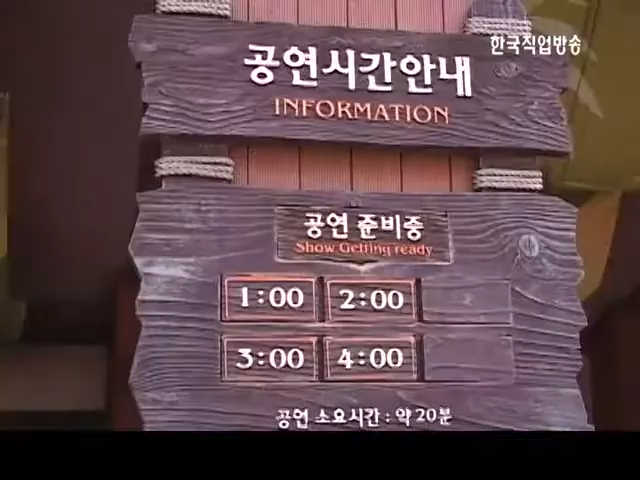 한국직업방송
공연시간안내
INFORMATION
공연 준비중
Show Getting ready
1:00 2:00
3:00 4:00
공연 소요시간 : 약 20분